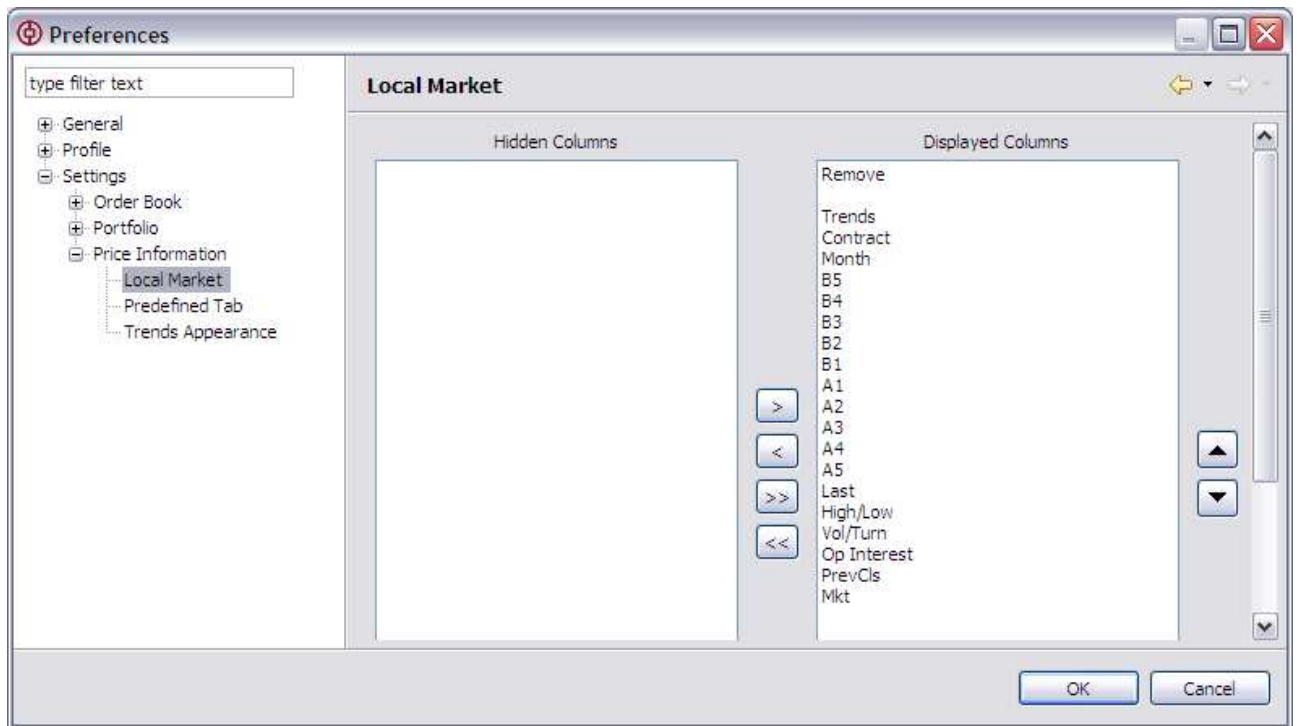 Preferences
type filter text
General
Profile
Settings
Order Book
Portfolio
Price Information
Local Market
Predefined Tab
Trends Appearance
Local Market
Hidden Columns
Displayed Columns
Remove
Trends
Contract
Month
B5
B4
B3
B2
B1
A1
A2
A3
A4
A5
Last
High/Low
Vol/Turn
Op Interest
PrevCls
Mkt
>
<
>>
<<
OK
Cancel